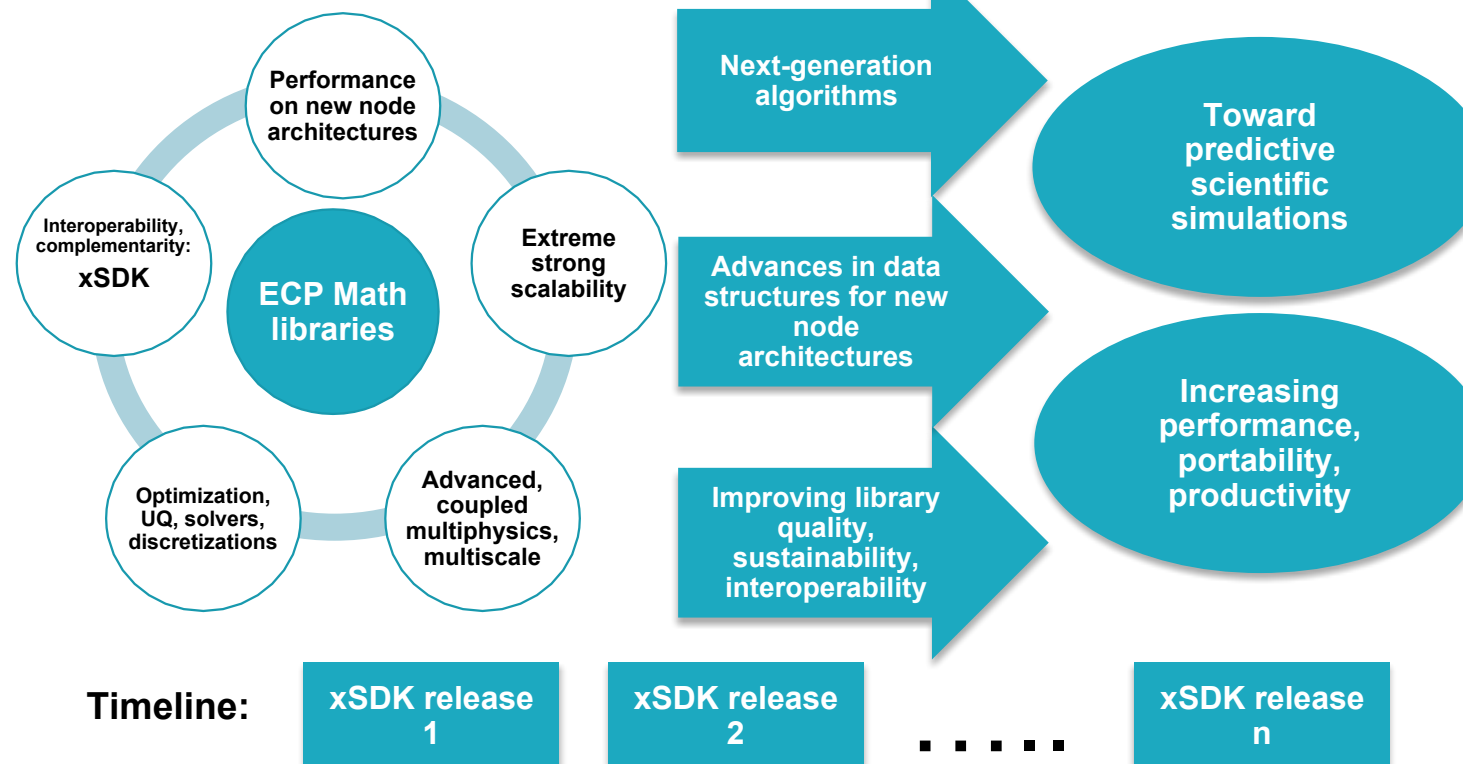 Performance
on new node
architectures
Interoperability,
complementarity:
xSDK
ECP Math
libraries
Extreme
strong
scalability
Optimization,
UQ, solvers,
discretizations
Advanced,
coupled
multiphysics,
multiscale
Next-generation
algorithms
Advances in data
structures for new
node
architectures
Improving library
quality,
sustainability,
interoperability
Toward
predictive
scientific
simulations
Increasing
performance,
portability,
productivity
Timeline:
xSDK release
1
xSDK release
2
. . . . .
xSDK release
n